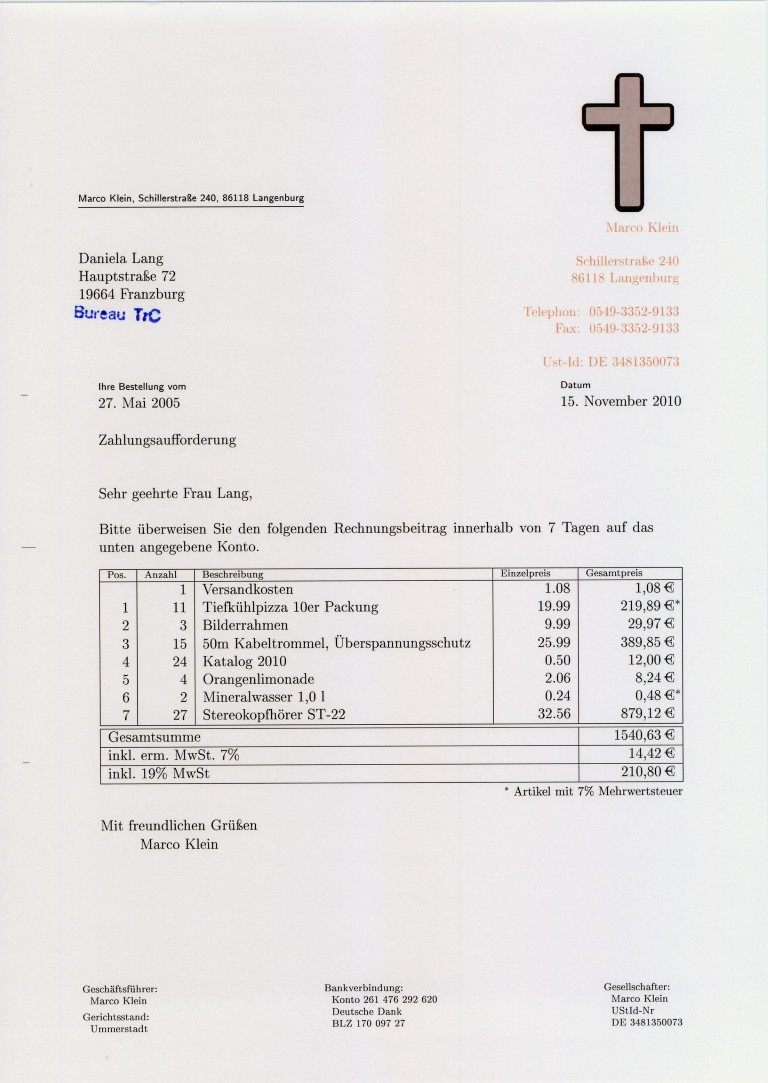 Marco Klein, Schillerstraße 240, 86118 Langenburg
Marco Klein
Schillerstraße 240
86118 Langenburg
Telephon: 0549-3352-9133
Fax: 0549-3352-9133
Ust-Id: DE 3481350073
Daniela Lang
Hauptstraße 72
19664 Franzburg
Bureau TrC
Ihre Bestellung vom
27. Mai 2005
Datum
15. November 2010
Zahlungsaufforderung
Sehr geehrte Frau Lang,
Bitte überweisen Sie den folgenden Rechnungsbeitrag innerhalb von 7 Tagen auf das
unten angegebene Konto.
Pos. Anzahl Beschreibung Einzelpreis Gesamtpreis
1 Versandkosten 1.08 1,08 €
1 11 Tiefkühlpizza 10er Packung 19.99 219,89 €*
2 3 Bilderrahmen 9.99 29,97 €
3 15 50m Kabeltrommel, Überspannungsschutz 25.99 389,85 €
4 24 Katalog 2010 0.50 12,00 €
5 4 Orangenlimonade 2.06 8,24 €
6 2 Mineralwasser 1,0 l 0.24 0,48 €*
7 27 Stereokopfhörer ST-22 32.56 879,12 €
Gesamtsumme 1540,63 €
inkl. erm. MwSt. 7% 14,42 €
inkl. 19% MwSt 210,80 €
* Artikel mit 7% Mehrwertsteuer
Mit freundlichen Grüßen
Marco Klein
Geschäftsführer:
Marco Klein
Gerichtsstand:
Ummerstadt
Bankverbindung:
Konto 261 476 292 620
Deutsche Dank
BLZ 170 097 27
Gesellschafter:
Marco Klein
UStId-Nr
DE 3481350073